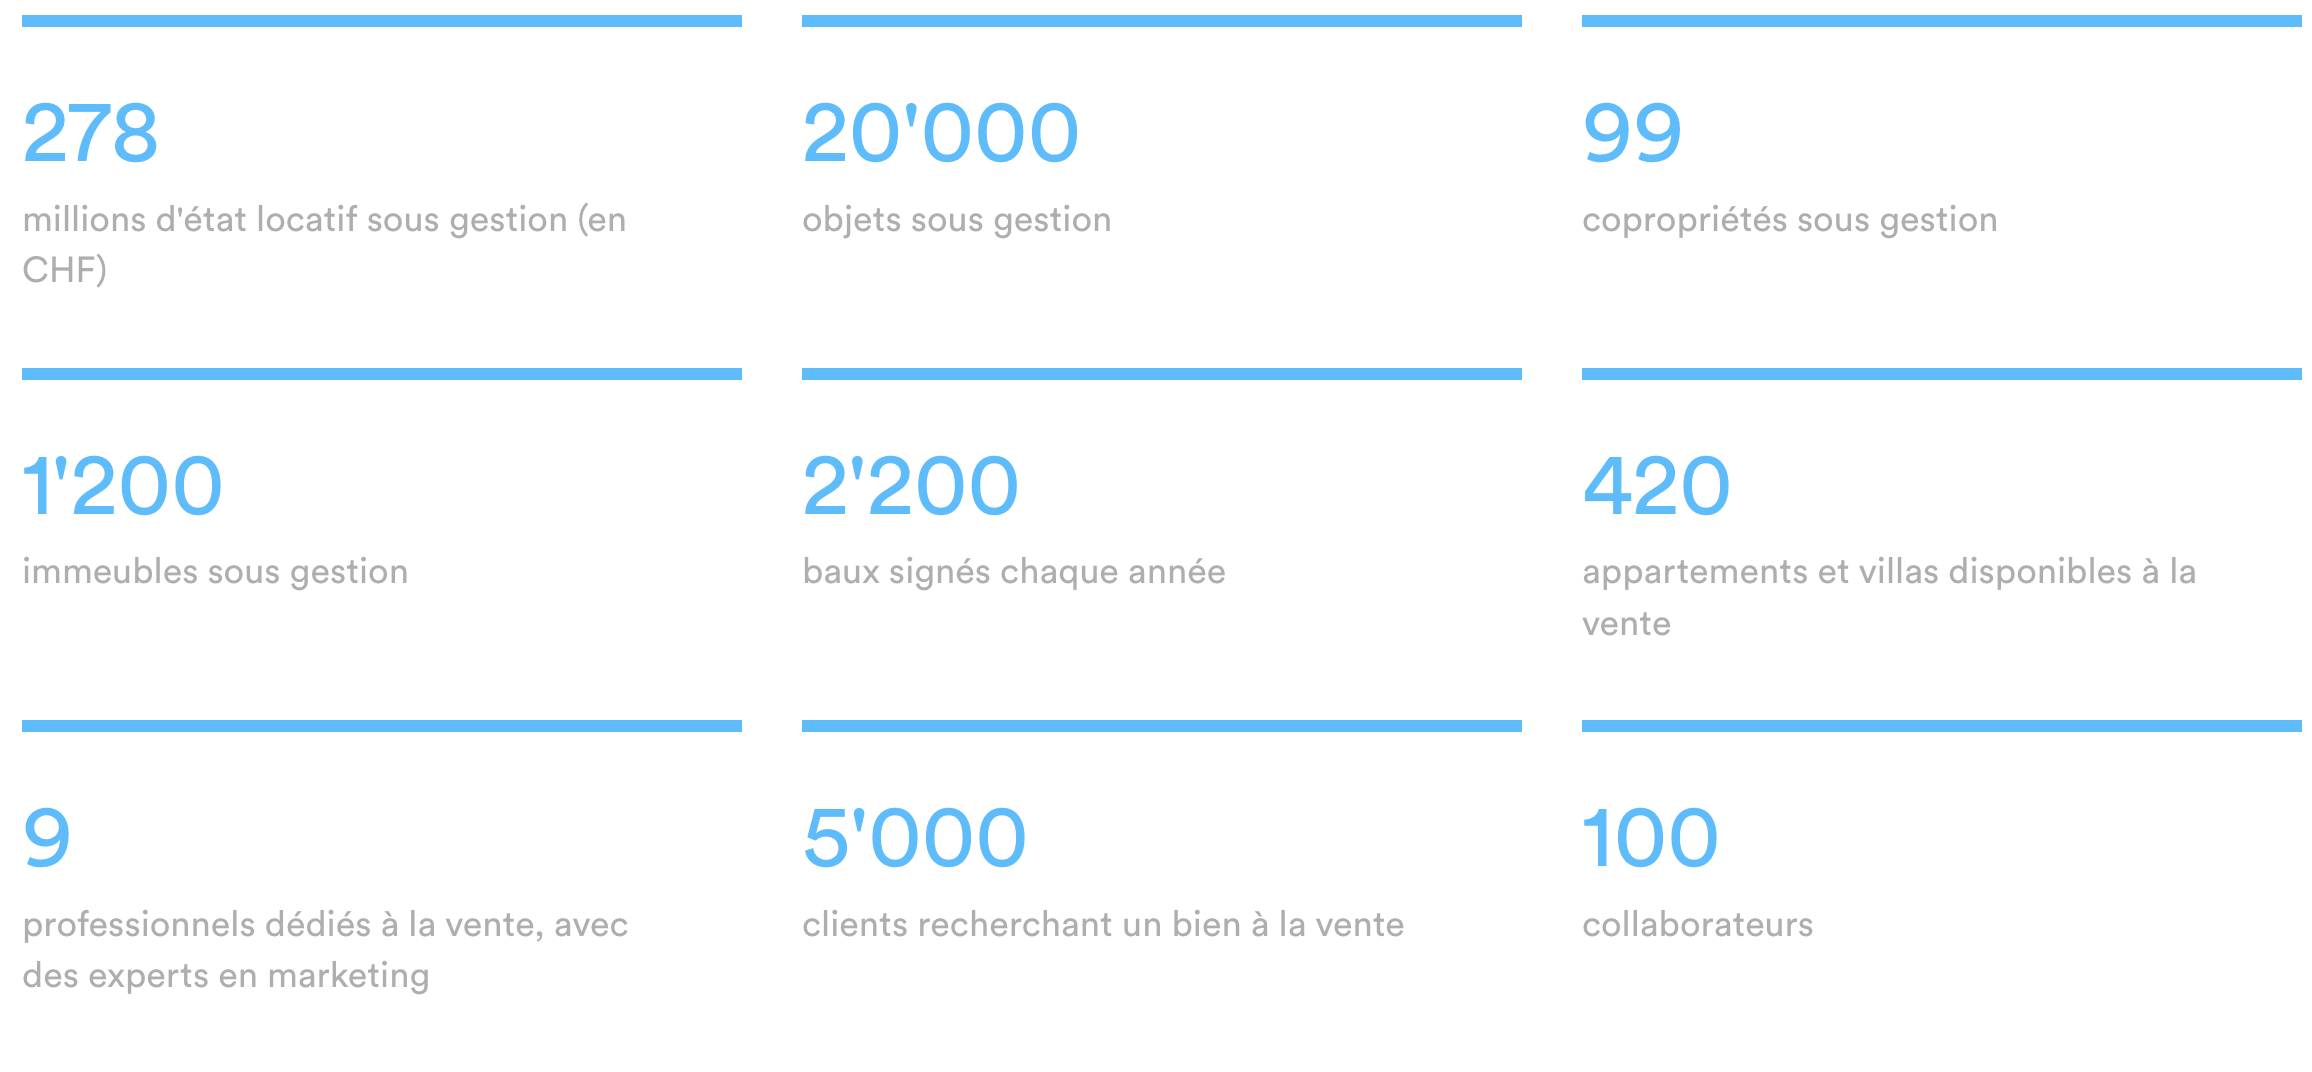 278
millions d'état locatif sous gestion (en
CHF)
20'000
objets sous gestion
99
copropriétés sous gestion
1'200
immeubles sous gestion
2'200
baux signés chaque année
420
appartements et villas disponibles à la
vente
9
professionnels dédiés à la vente, avec
des experts en marketing
5'000
clients recherchant un bien à la vente
100
collaborateurs